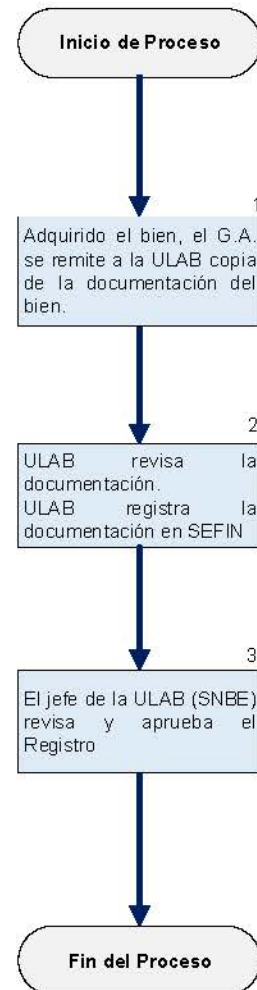 Inicio de Proceso
1
Adquirido el bien, el G.A.
se remite a la ULAB copia
de la documentación del
bien.
2
ULAB revisa la
documentación.
ULAB registra la
documentación en SEFIN
3
El jefe de la ULAB (SNBE)
revisa y aprueba el
Registro
Fin del Proceso